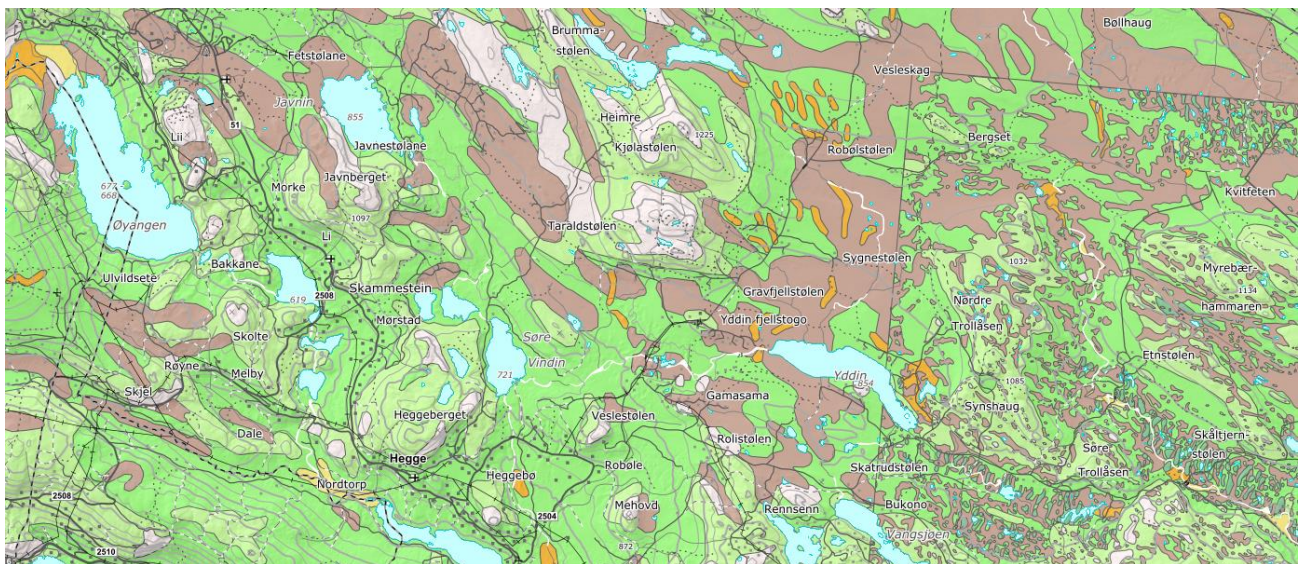 Bøllhaug
Brumma-
stølen
Fetstølane
Vesleskag
Javnin
855
51
Lii
Heimre
Kjølastølen
1225
Bergset
Javnestølane
Robølstølen
Javnberget
Morke
1097
Kvitfeten
677
668
Øyangen
Taraldstølen
Li
Sygnestølen
1032
Myrebær-
hammaren
1134
Ulvildsete
Bakkane
619
2508
Skammestein
Gravfjellstølen
Nørdre
Trollåsen
Mørstad
Yddin fjellstogo
Skolte
Søre
Vindin
721
Etnstølen
Røyne
Melby
Yddin
854
1085
Skjel
Gamasama
Synshaug
Heggeberget
Veslestølen
Dale
Rolistølen
Skåltjern-
stølen
Søre
Trollåsen
Hegge
Robøle
Skatrudstølen
Heggebø
Nordtorp
2508
Mehovd
Rennsenn
Bukono
2504
Vangsjøen
872
2510